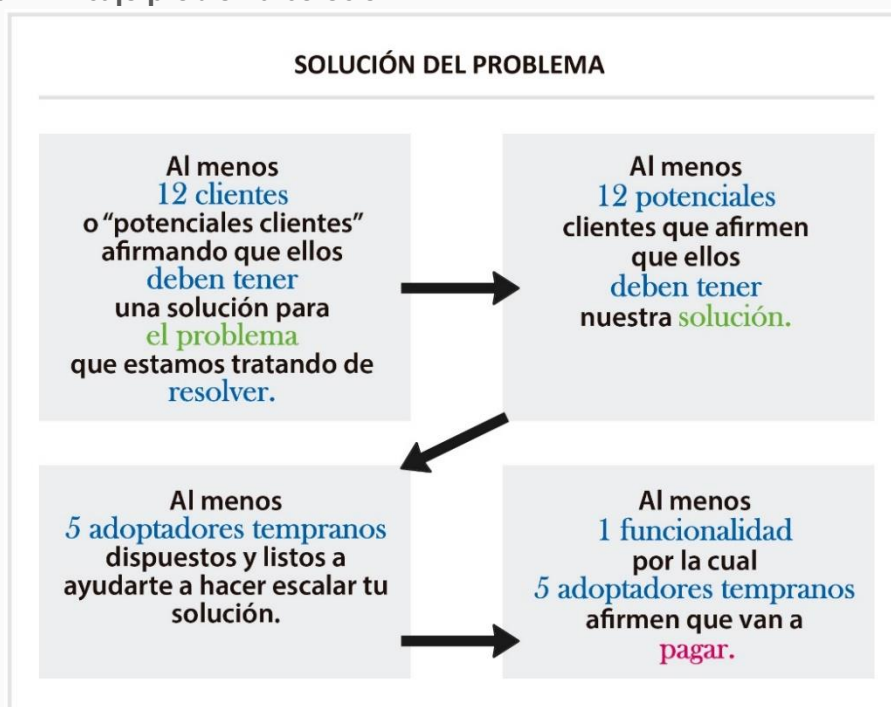 SOLUCIÓN DEL PROBLEMA
Al menos
12 clientes
o “potenciales clientes”
afirmando que ellos
deben tener
una solución para
el problema
que estamos tratando de
resolver.
Al menos
12 potenciales
clientes que afirmen
que ellos
deben tener
nuestra solución.
Al menos
5 adoptadores tempranos
dispuestos y listos a
ayudarte a hacer escalar tu
solución.
Al menos
1 funcionalidad
por la cual
5 adoptadores tempranos
afirmen que van a
pagar.